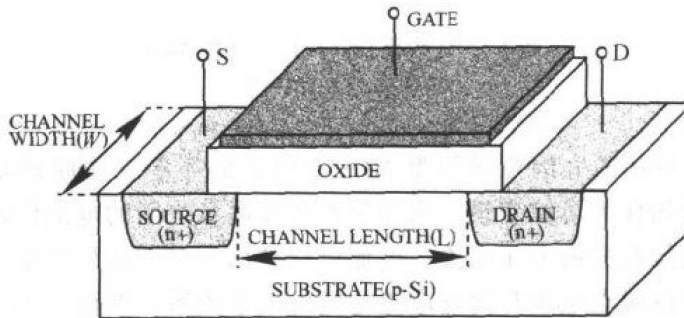 GATE
S
D
CHANNEL
WIDTH(W)
OXIDE
SOURCE
(n+)
DRAIN
(n+)
CHANNEL LENGTH(L)
SUBSTRATE(p-Si)